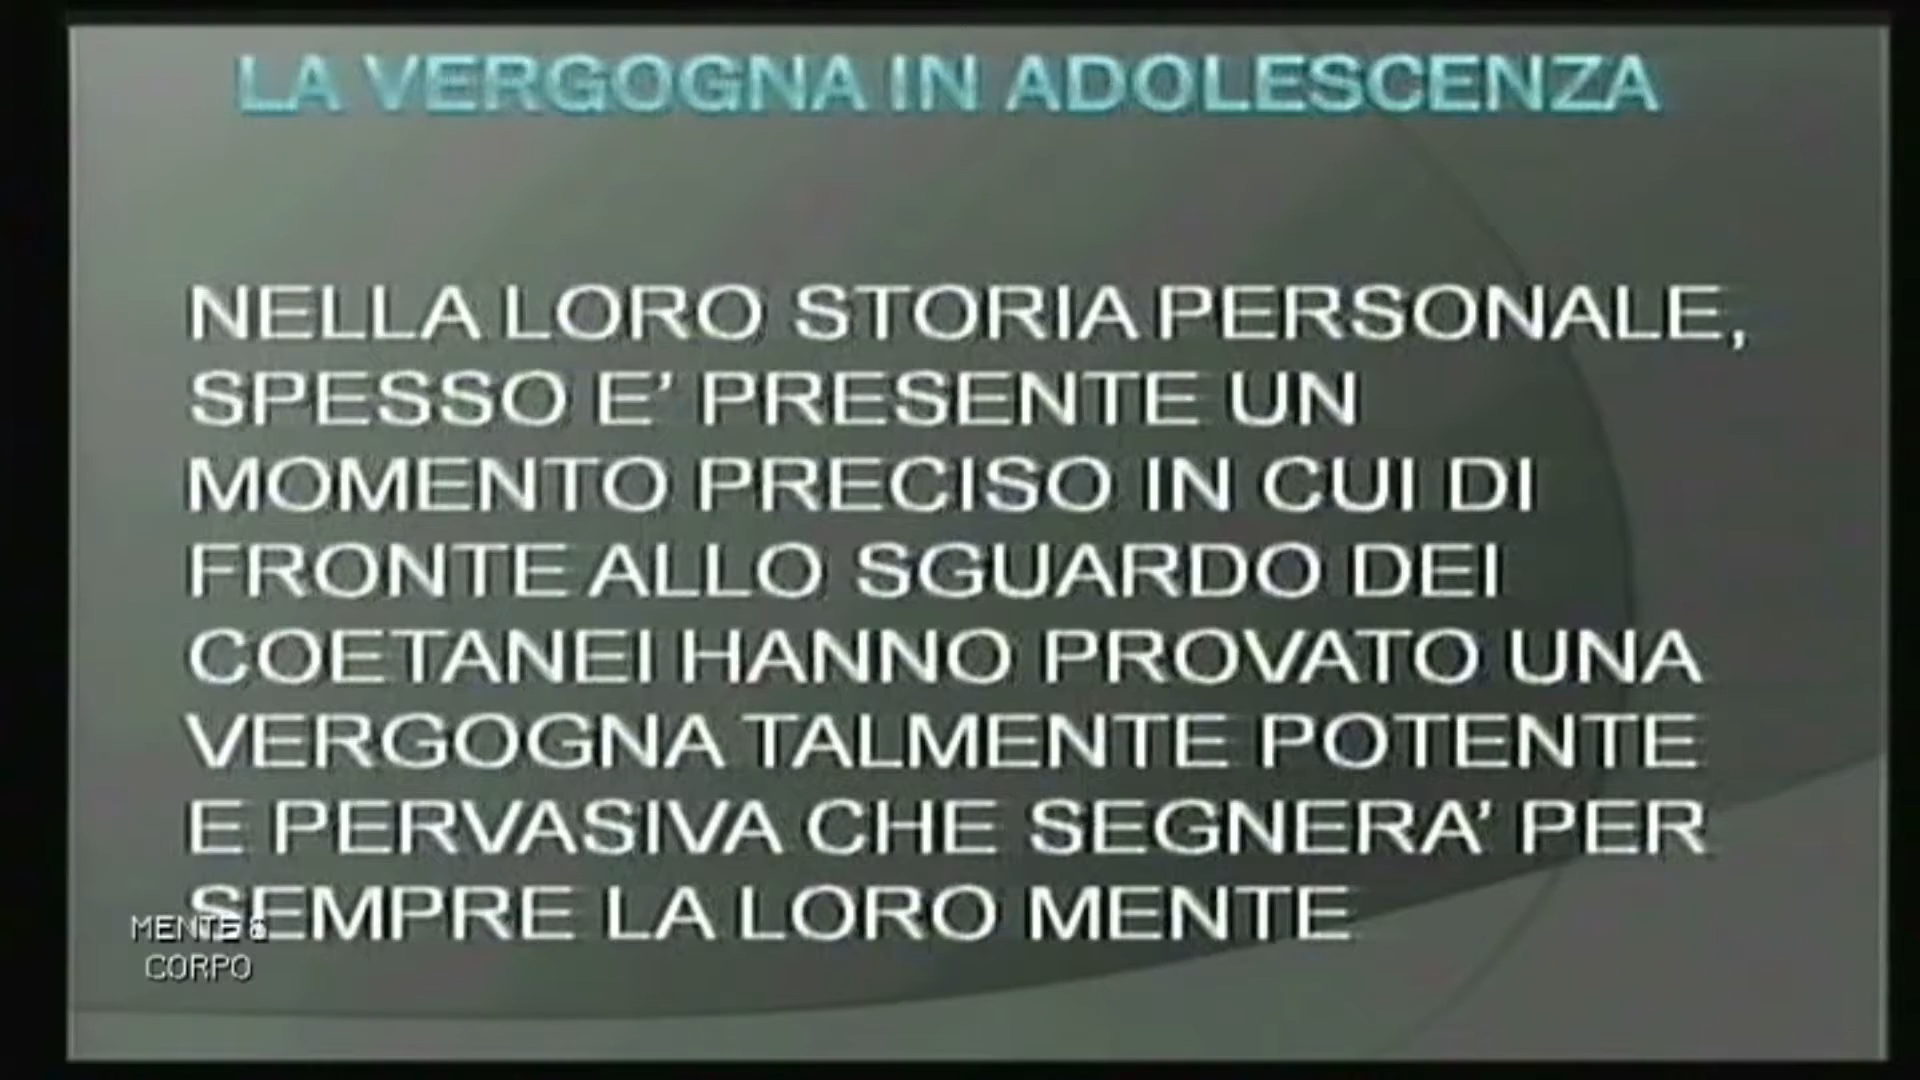 LA VERGOGNA IN ADOLESCENZA
NELLA LORO STORIA PERSONALE,
SPESSO E' PRESENTE UN
MOMENTO PRECISO IN CUI DI
FRONTE ALLO SGUARDO DEI
COETANEI HANNO PROVATO UNA
VERGOGNA TALMENTE POTENTE
E PERVASIVA CHE SEGNERA' PER
SEMPRE LA LORO MENTE
MENTE &
CORPO